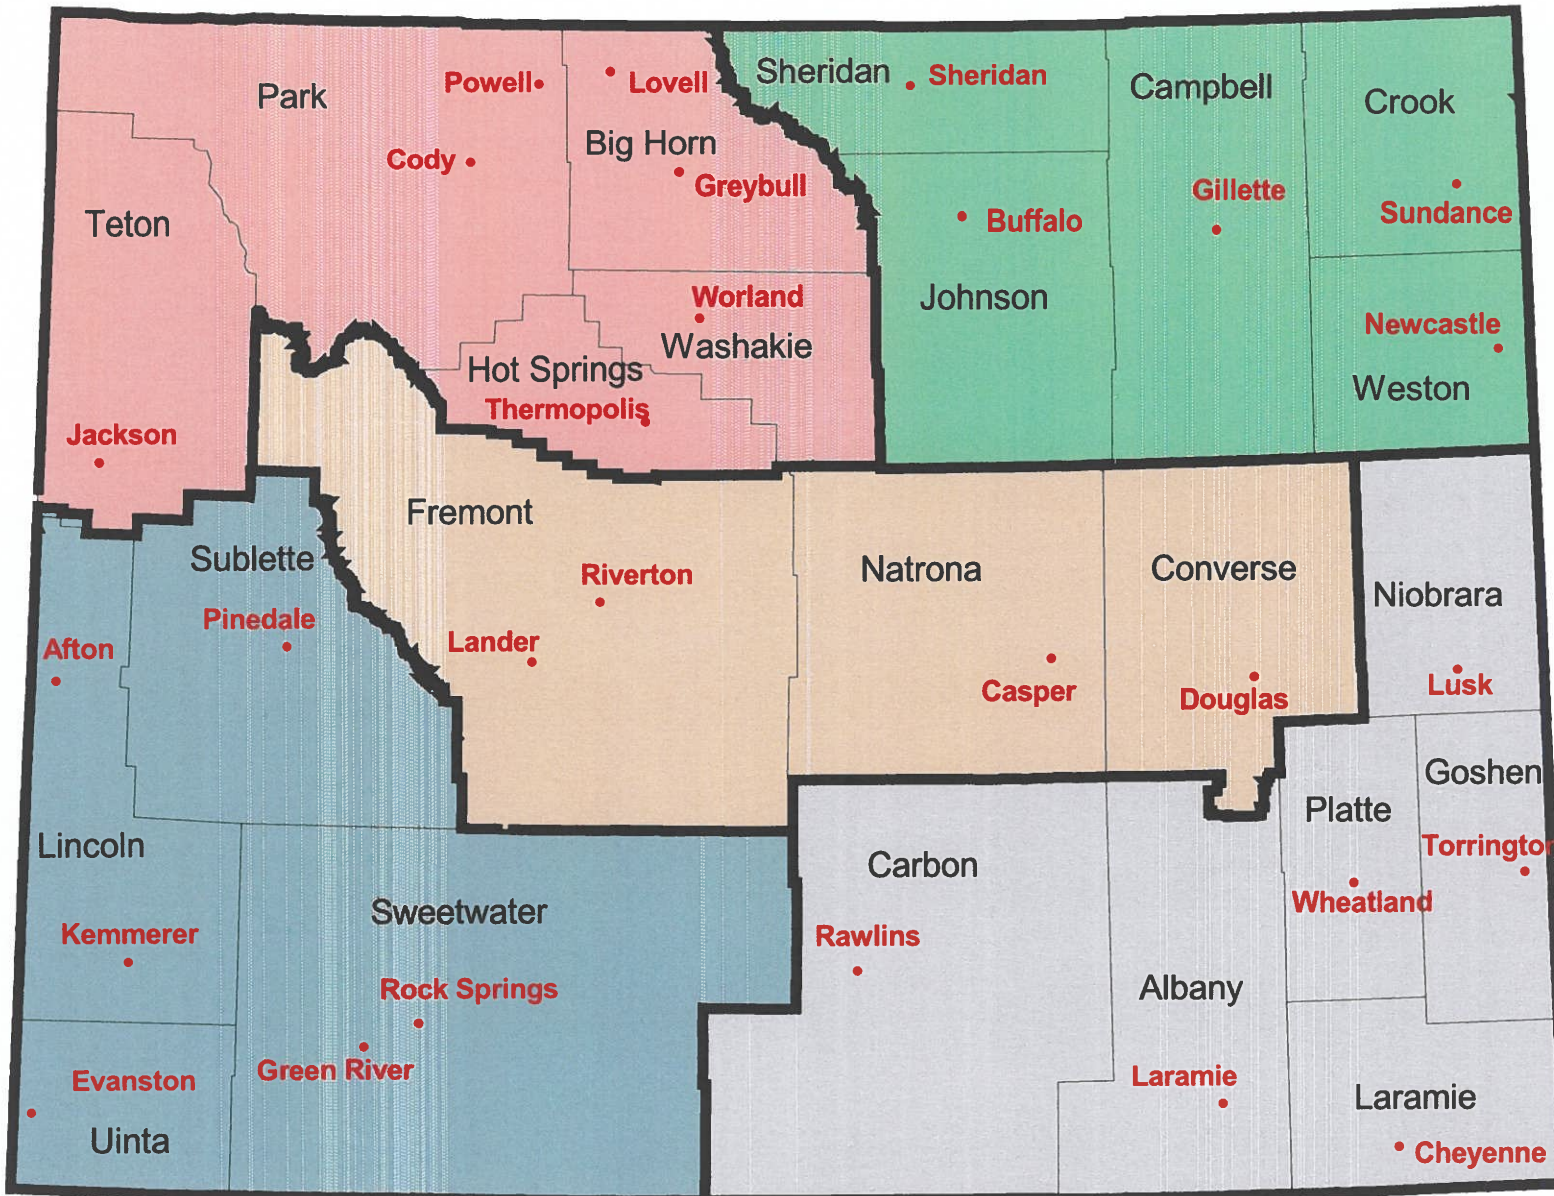 Park
Powell
Lovell
Sheridan
Sheridan
Campbell
Crook
Cody
Big Horn
Greybull
Gillette
Sundance
Teton
Buffalo
Johnson
Worland
Washakie
Newcastle
Weston
Hot Springs
Thermopolis
Jackson
Fremont
Sublette
Riverton
Natrona
Converse
Niobrara
Pinedale
Afton
Lander
Casper
Douglas
Lusk
Goshen
Platte
Lincoln
Carbon
Torrington
Wheatland
Sweetwater
Kemmerer
Rawlins
Rock Springs
Albany
Evanston
Green River
Laramie
Laramie
Uinta
Cheyenne